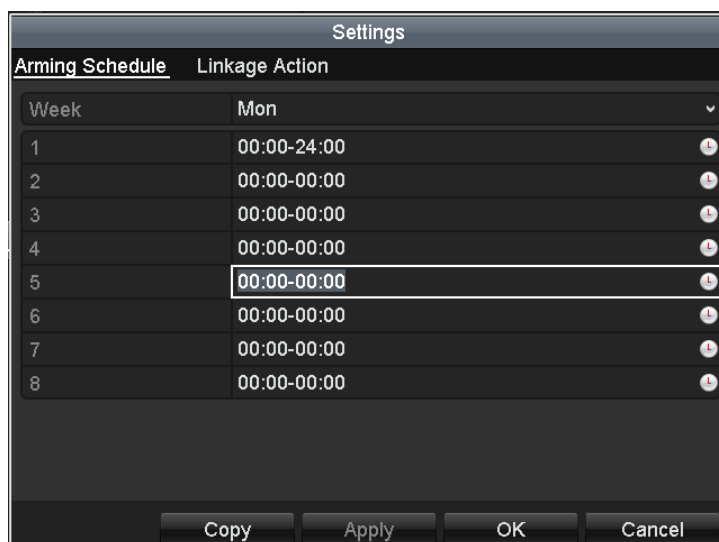 Settings
Arming Schedule Linkage Action
Week Mon
1 00:00-24:00
2 00:00-00:00
3 00:00-00:00
4 00:00-00:00
5 00:00-00:00
6 00:00-00:00
7 00:00-00:00
8 00:00-00:00
Copy Apply OK Cancel